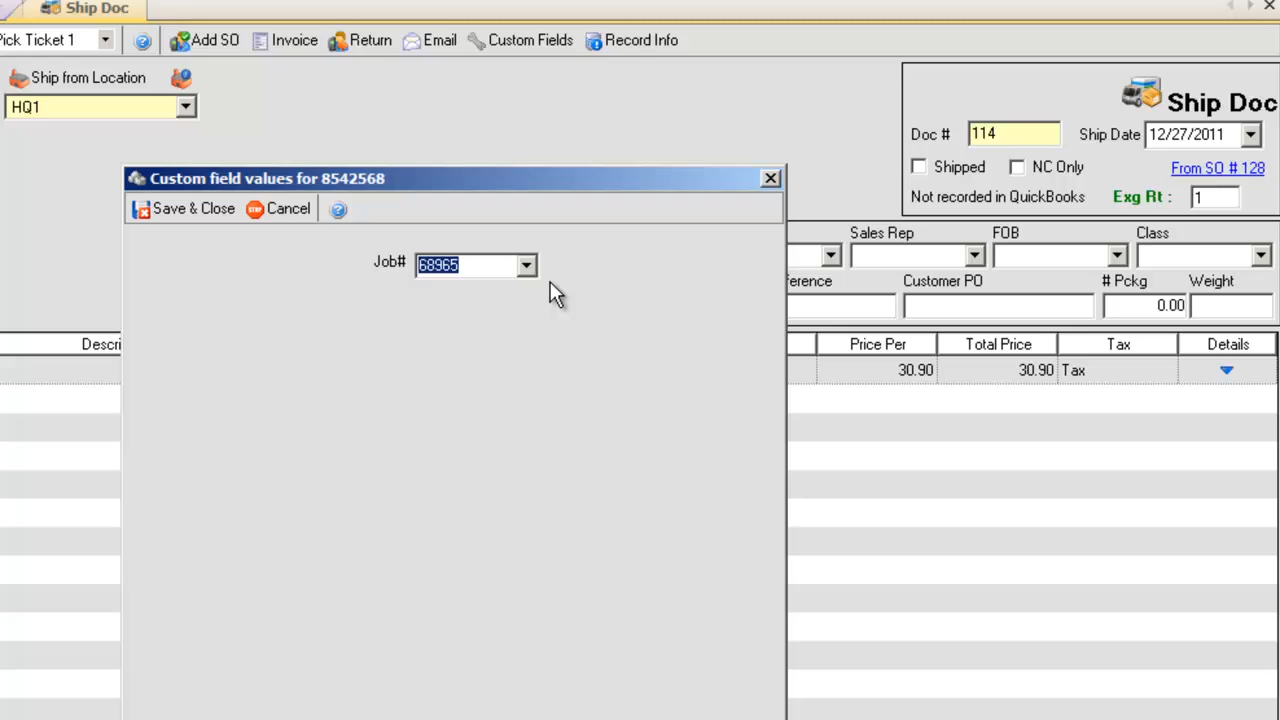 Ship Doc
Pick Ticket 1
Add SO
Invoice
Return
Email
Custom Fields
Record Info
Ship from Location
HQ1
Ship Doc
Doc #
114
Ship Date
12/27/2011
Shipped
NC Only
From SO # 128
Not recorded in QuickBooks
Exg Rt :
1
Custom field values for 8542568
Save & Close
Cancel
Job#
68965
Sales Rep
FOB
Class
ference
Customer PO
# Pckg
Weight
0.00
Descri
Price Per
Total Price
Tax
Details
30.90
30.90
Tax